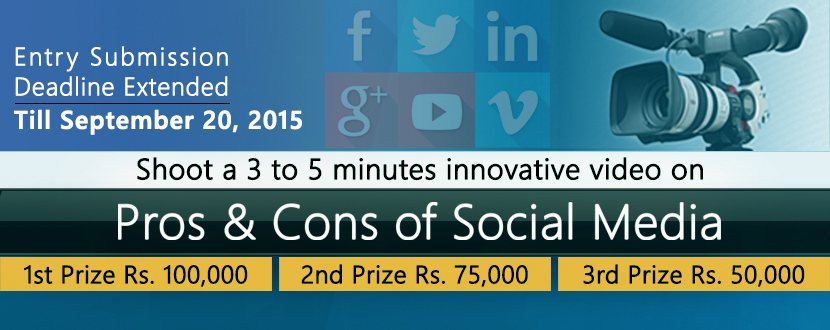 Entry Submission
Deadline Extended
Till September 20, 2015
f
in
g+
Shoot a 3 to 5 minutes innovative video on
Pros & Cons of Social Media
1st Prize Rs. 100,000
2nd Prize Rs. 75,000
3rd Prize Rs. 50,000